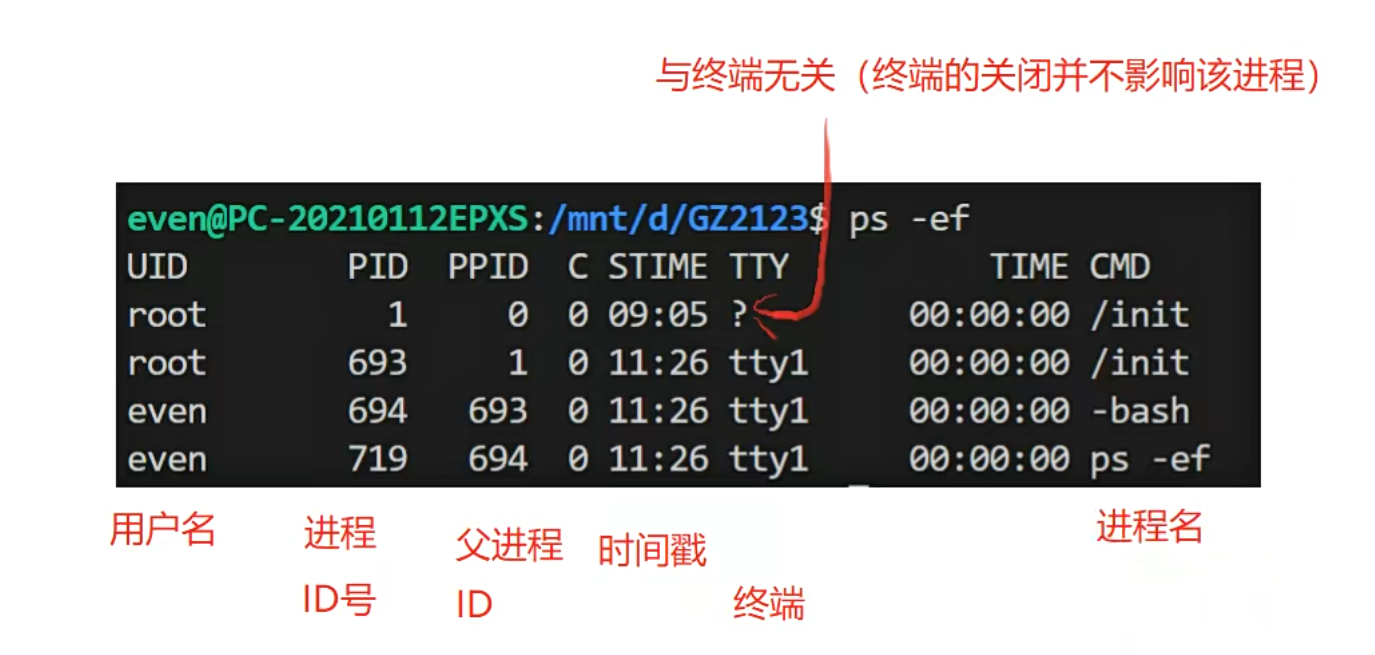 与终端无关（终端的关闭并不影响该进程）
even@PC-20210112EPXS:/mnt/d/GZ2123$ ps -ef
UID PID PPID C STIME TTY TIME CMD
root 1 0 0 09:05 ? 00:00:00 /init
root 693 1 0 11:26 tty1 00:00:00 /init
even 694 693 0 11:26 tty1 00:00:00 -bash
even 719 694 0 11:26 tty1 00:00:00 ps -ef
用户名 进程 父进程 时间戳 进程名
ID号 ID 终端